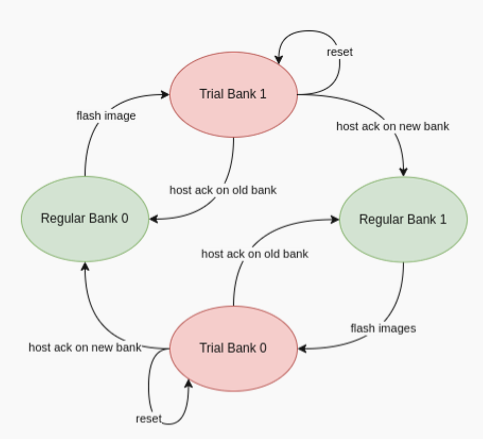 reset
Trial Bank 1
flash image
host ack on new bank
host ack on old bank
Regular Bank 0
Regular Bank 1
host ack on old bank
flash images
host ack on new bank
Trial Bank 0
reset